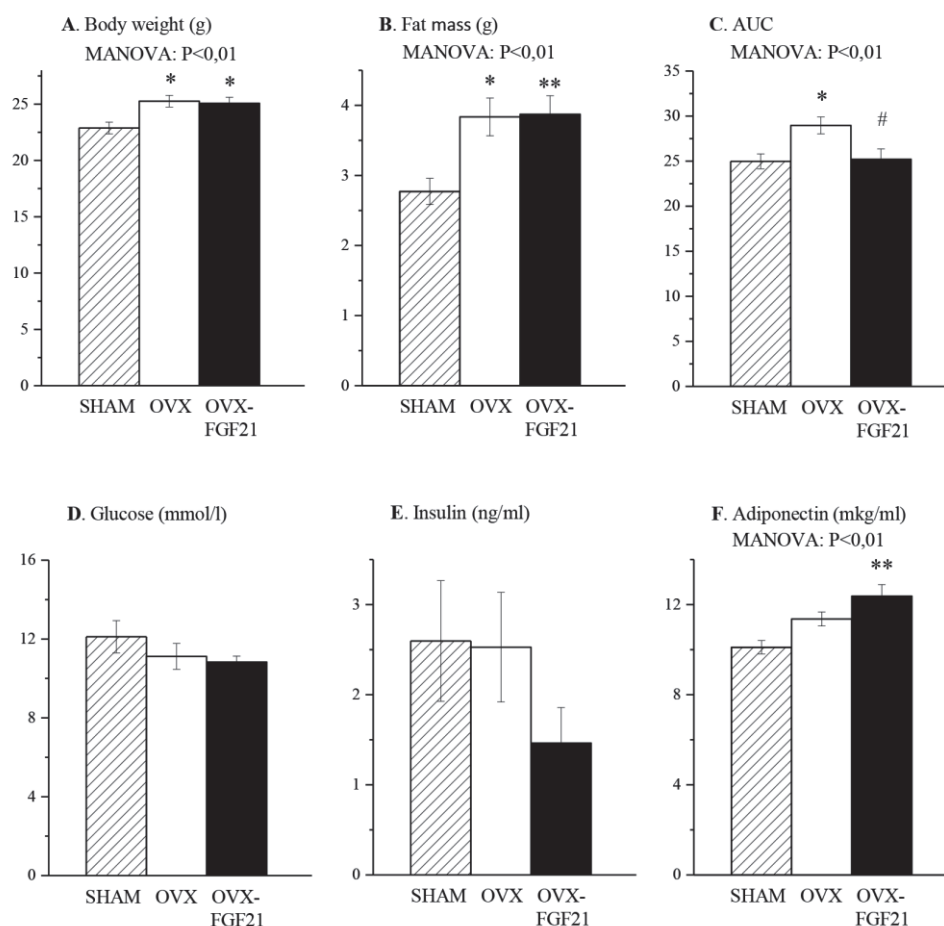 A. Body weight (g)
MANOVA: P<0,01
*
*
25
20
15
10
5
0
SHAM
OVX
OVX-
FGF21
B. Fat mass (g)
MANOVA: P<0,01
*
**
4
3
2
1
0
SHAM
OVX
OVX-
FGF21
C. AUC
MANOVA: P<0,01
35
*
#
30
25
20
15
10
5
0
SHAM
OVX
OVX-
FGF21
D. Glucose (mmol/l)
16
12
8
4
0
SHAM
OVX
OVX-
FGF21
E. Insulin (ng/ml)
3
2
1
0
SHAM
OVX
OVX-
FGF21
F. Adiponectin (mkg/ml)
MANOVA: P<0,01
**
12
8
4
0
SHAM
OVX
OVX-
FGF21